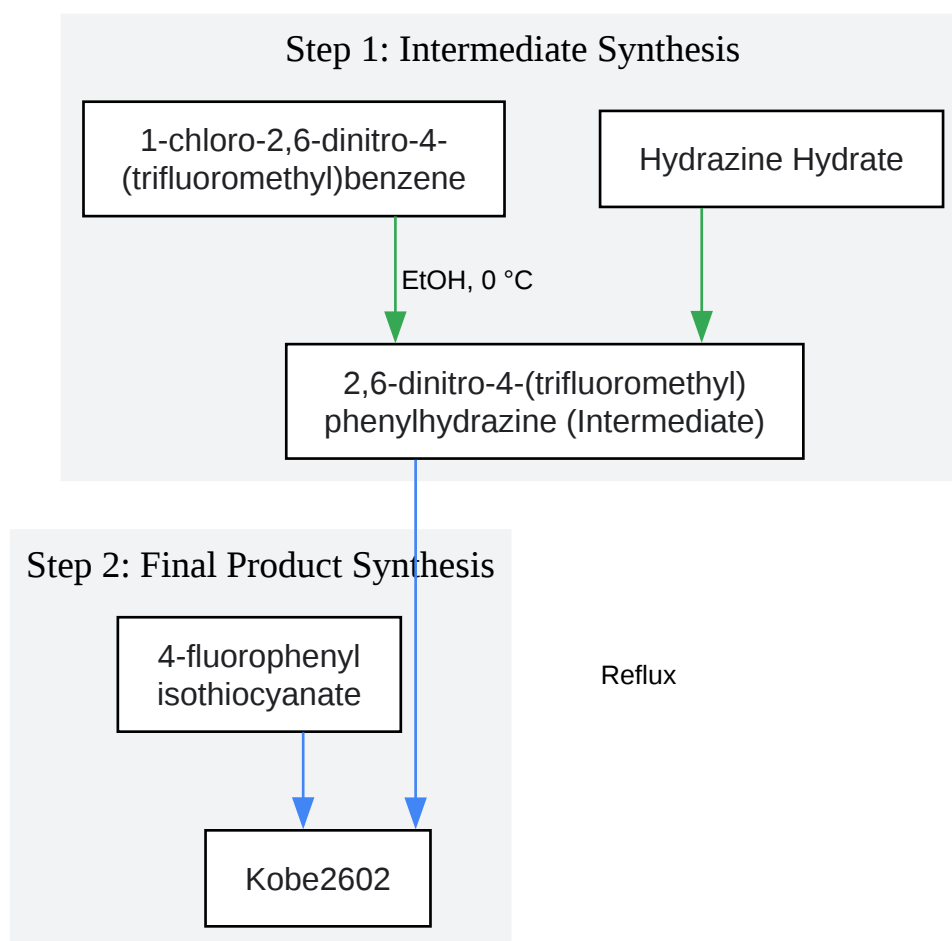 Step 1: Intermediate Synthesis
1-chloro-2,6-dinitro-4-
(trifluoromethyl)benzene
Hydrazine Hydrate
EtOH, 0 °C
2,6-dinitro-4-(trifluoromethyl)
phenylhydrazine (Intermediate)
Step 2: Final Product Synthesis
4-fluorophenyl
isothiocyanate
Reflux
Kobe2602